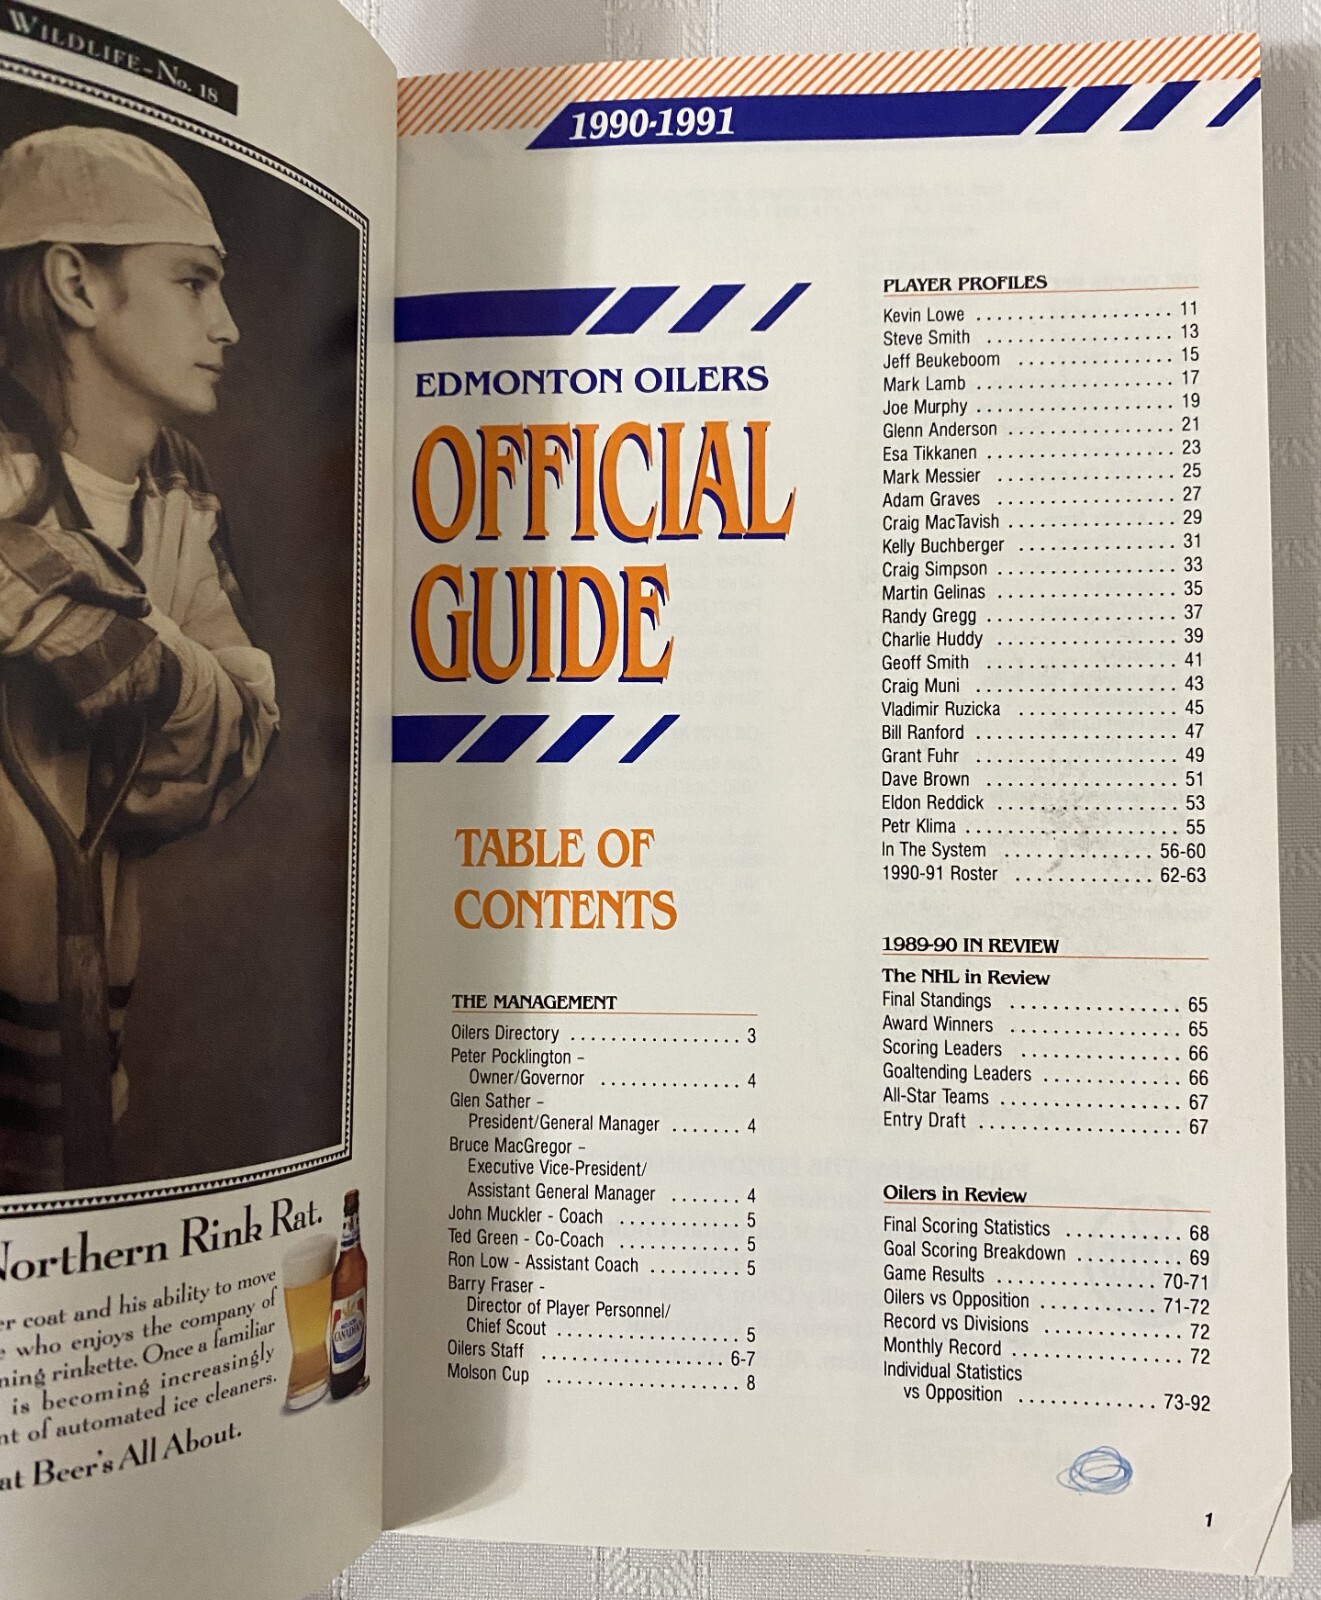 WILDLIFE-No. 18
Northern Rink Rat.
coat and his ability to move
who enjoys the company of
rinkette. Once a familiar
is becoming increasingly
of automated ice cleaners.
Beer's All About.
CANADIAN
1990-1991
EDMONTON OILERS
OFFICIAL
GUIDE
TABLE OF
CONTENTS
THE MANAGEMENT
Oilers Directory ................. 3
Peter Pocklington –
Owner/Governor .............. 4
Glen Sather –
President/General Manager ....... 4
Bruce MacGregor –
Executive Vice-President/
Assistant General Manager ....... 4
John Muckler - Coach ............ 5
Ted Green - Co-Coach ............ 5
Ron Low - Assistant Coach ......... 5
Barry Fraser -
Director of Player Personnel/
Chief Scout .................. 5
Oilers Staff .................. 6-7
Molson Cup ................... 8
PLAYER PROFILES
Kevin Lowe ................... 11
Steve Smith .................. 13
Jeff Beukeboom ............... 15
Mark Lamb ................... 17
Joe Murphy ................... 19
Glenn Anderson ................ 21
Esa Tikkanen .................. 23
Mark Messier ................. 25
Adam Graves ................. 27
Craig MacTavish ................ 29
Kelly Buchberger ............... 31
Craig Simpson ................. 33
Martin Gelinas ................. 35
Randy Gregg .................. 37
Charlie Huddy ................. 39
Geoff Smith .................. 41
Craig Muni ................... 43
Vladimir Ruzicka ............... 45
Bill Ranford .................. 47
Grant Fuhr ................... 49
Dave Brown .................. 51
Eldon Reddick ................. 53
Petr Klima .................... 55
In The System .............. 56-60
1990-91 Roster ............. 62-63
1989-90 IN REVIEW
The NHL in Review
Final Standings ................ 65
Award Winners ................ 65
Scoring Leaders ............... 66
Goaltending Leaders ............. 66
All-Star Teams ................. 67
Entry Draft ................... 67
Oilers in Review
Final Scoring Statistics .......... 68
Goal Scoring Breakdown .......... 69
Game Results ............... 70-71
Oilers vs Opposition ........... 71-72
Record vs Divisions ............. 72
Monthly Record ................ 72
Individual Statistics
vs Opposition ............. 73-92
1